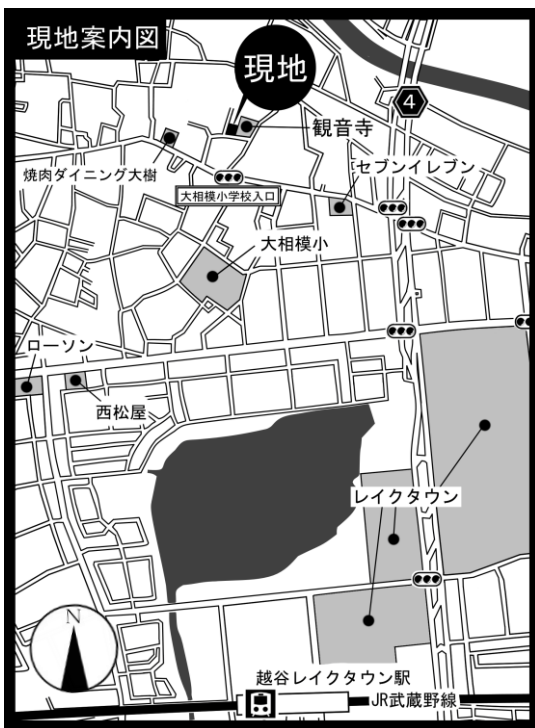 現地案内図
現地
4
観音寺
焼肉ダイニング大樹
セブンイレブン
大相模小学校入口
大相模小
ローソン
西松屋
レイクタウン
N
越谷レイクタウン駅
JR武蔵野線